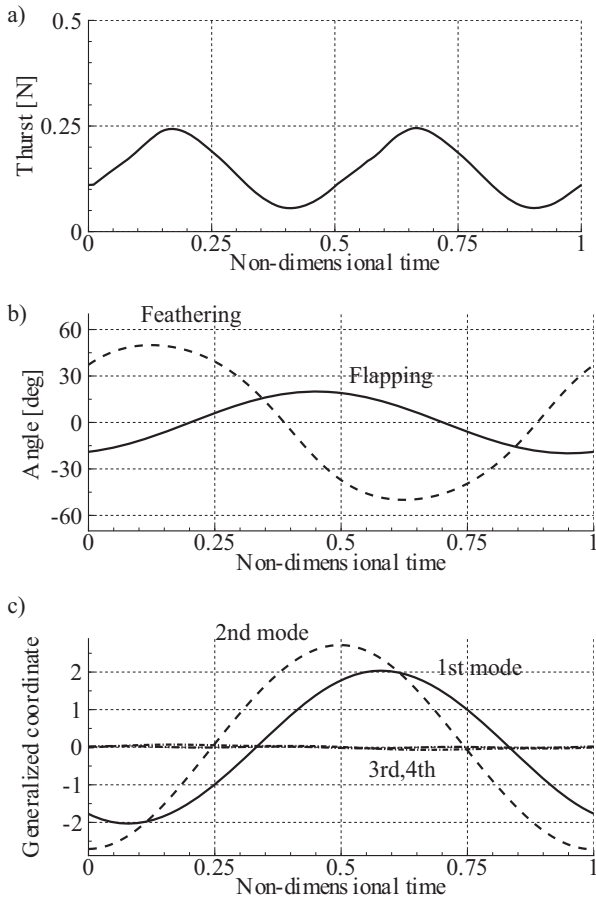 a)
0.5
0.25
0
Thurst [N]
0 0.25 0.5 0.75 1
Non-dimensional time
b)
Feathering
Flapping
60
30
0
-30
-60
Angle [deg]
0 0.25 0.5 0.75 1
Non-dimensional time
c)
2nd mode
1st mode
3rd,4th
2
1
0
-1
-2
Generalized coordinate
0 0.25 0.5 0.75 1
Non-dimensional time